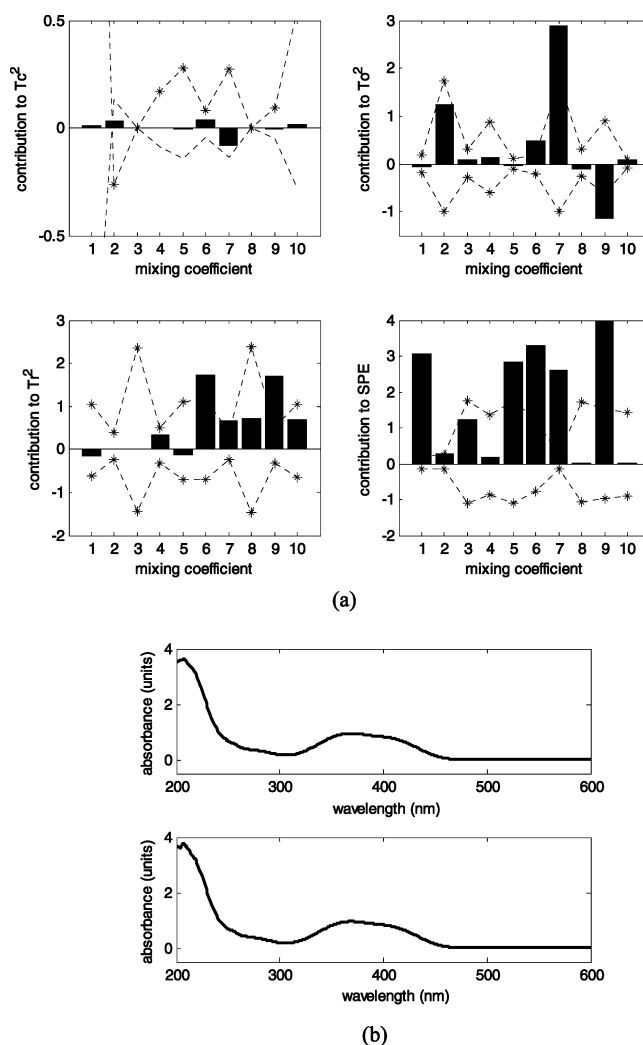 contribution to Tc²
0.5
0
-0.5
1 2 3 4 5 6 7 8 9 10
mixing coefficient
contribution to To²
3
2
1
0
-1
1 2 3 4 5 6 7 8 9 10
mixing coefficient
contribution to Tr²
3
2
1
0
-1
-2
1 2 3 4 5 6 7 8 9 10
mixing coefficient
contribution to SPE
4
3
2
1
0
-1
2
1 2 3 4 5 6 7 8 9 10
mixing coefficient
(a)
absorbance (units)
4
2
0
200 300 400 500 600
wavelength (nm)
absorbance (units)
4
2
0
200 300 400 500 600
wavelength (nm)
(b)